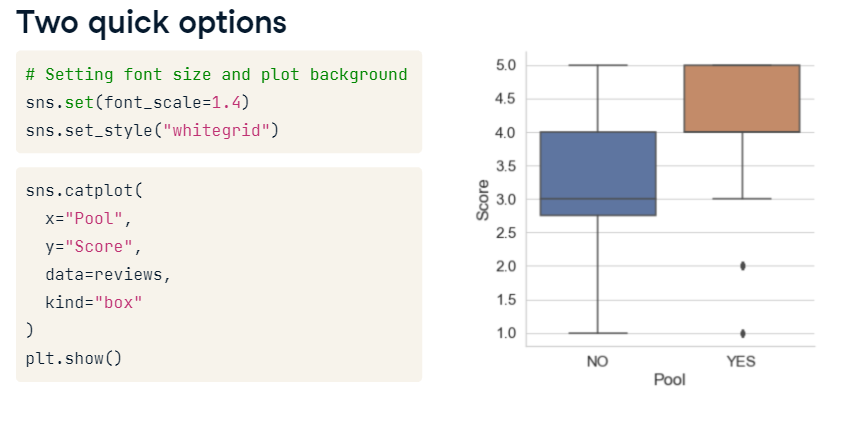 Two quick options
# Setting font size and plot background
sns.set(font_scale=1.4)
sns.set_style("whitegrid")
sns.catplot(
  x="Pool",
  y="Score",
  data=reviews,
  kind="box"
)
plt.show()
5.0
4.5
4.0
3.5
3.0
2.5
2.0
1.5
1.0
Score
NO YES
Pool